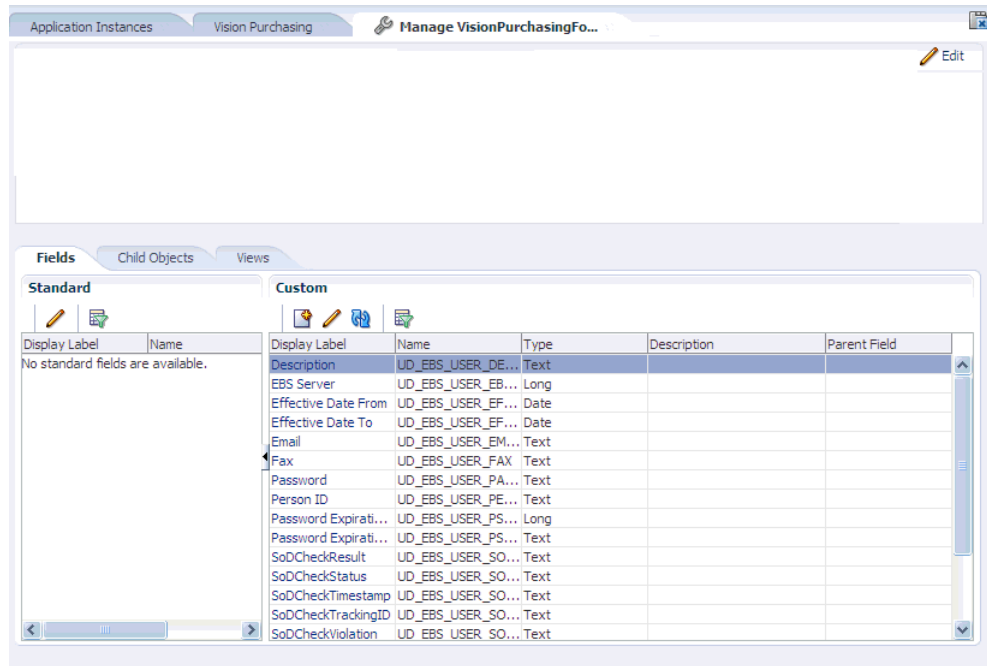 Application Instances Vision Purchasing Manage VisionPurchasingFo...
Edit
Fields Child Objects Views
Standard Custom
Display Label Name Display Label Name Type Description Parent Field
No standard fields are available. Description UD_EBS_USER_DE... Text
EBS Server UD_EBS_USER_EB... Long
Effective Date From UD_EBS_USER_EF... Date
Effective Date To UD_EBS_USER_EF... Date
Email UD_EBS_USER_EM... Text
Fax UD_EBS_USER_FAX Text
Password UD_EBS_USER_PA... Text
Person ID UD_EBS_USER_PE... Text
Password Expirati... UD_EBS_USER_PS... Long
Password Expirati... UD_EBS_USER_PS... Text
SoDCheckResult UD_EBS_USER_SO... Text
SoDCheckStatus UD_EBS_USER_SO... Text
SoDCheckTimestamp UD_EBS_USER_SO... Text
SoDCheckTrackingID UD_EBS_USER_SO... Text
SoDCheckViolation UD_EBS_USER_SO... Text